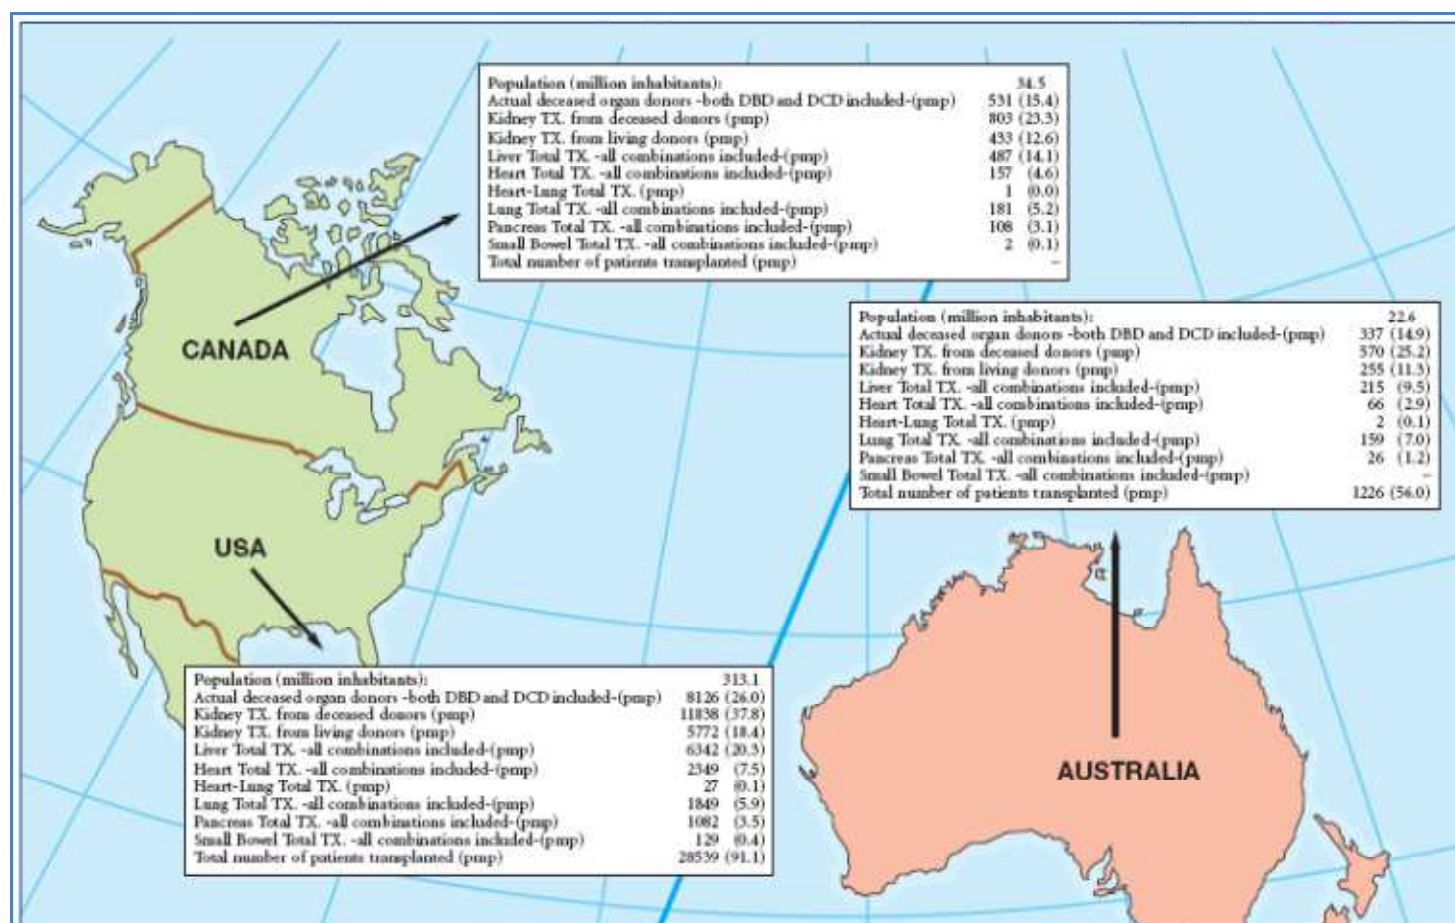 Population (million inhabitants): 34.5
Actual deceased organ donors -both DBD and DCD included-(pmp) 531 (15.4)
Kidney TX. from deceased donors (pmp) 803 (23.3)
Kidney TX. from living donors (pmp) 433 (12.6)
Liver Total TX. -all combinations included-(pmp) 487 (14.1)
Heart Total TX. -all combinations included-(pmp) 157 (4.6)
Heart-Lung Total TX. (pmp) 1 (0.0)
Lung Total TX. -all combinations included-(pmp) 181 (5.2)
Pancreas Total TX. -all combinations included-(pmp) 108 (3.1)
Small Bowel Total TX. -all combinations included-(pmp) 2 (0.1)
Total number of patients transplanted (pmp) –
CANADA
Population (million inhabitants): 22.6
Actual deceased organ donors -both DBD and DCD included-(pmp) 337 (14.9)
Kidney TX. from deceased donors (pmp) 570 (25.2)
Kidney TX. from living donors (pmp) 255 (11.3)
Liver Total TX. -all combinations included-(pmp) 215 (9.5)
Heart Total TX. -all combinations included-(pmp) 66 (2.9)
Heart-Lung Total TX. (pmp) 2 (0.1)
Lung Total TX. -all combinations included-(pmp) 159 (7.0)
Pancreas Total TX. -all combinations included-(pmp) 26 (1.2)
Small Bowel Total TX. -all combinations included-(pmp) –
Total number of patients transplanted (pmp) 1226 (56.0)
USA
Population (million inhabitants): 313.1
Actual deceased organ donors -both DBD and DCD included-(pmp) 8126 (26.0)
Kidney TX. from deceased donors (pmp) 11838 (37.8)
Kidney TX. from living donors (pmp) 5772 (18.4)
Liver Total TX. -all combinations included-(pmp) 6342 (20.3)
Heart Total TX. -all combinations included-(pmp) 2349 (7.5)
Heart-Lung Total TX. (pmp) 27 (0.1)
Lung Total TX. -all combinations included-(pmp) 1849 (5.9)
Pancreas Total TX. -all combinations included-(pmp) 1082 (3.5)
Small Bowel Total TX. -all combinations included-(pmp) 129 (0.4)
Total number of patients transplanted (pmp) 28539 (91.1)
AUSTRALIA